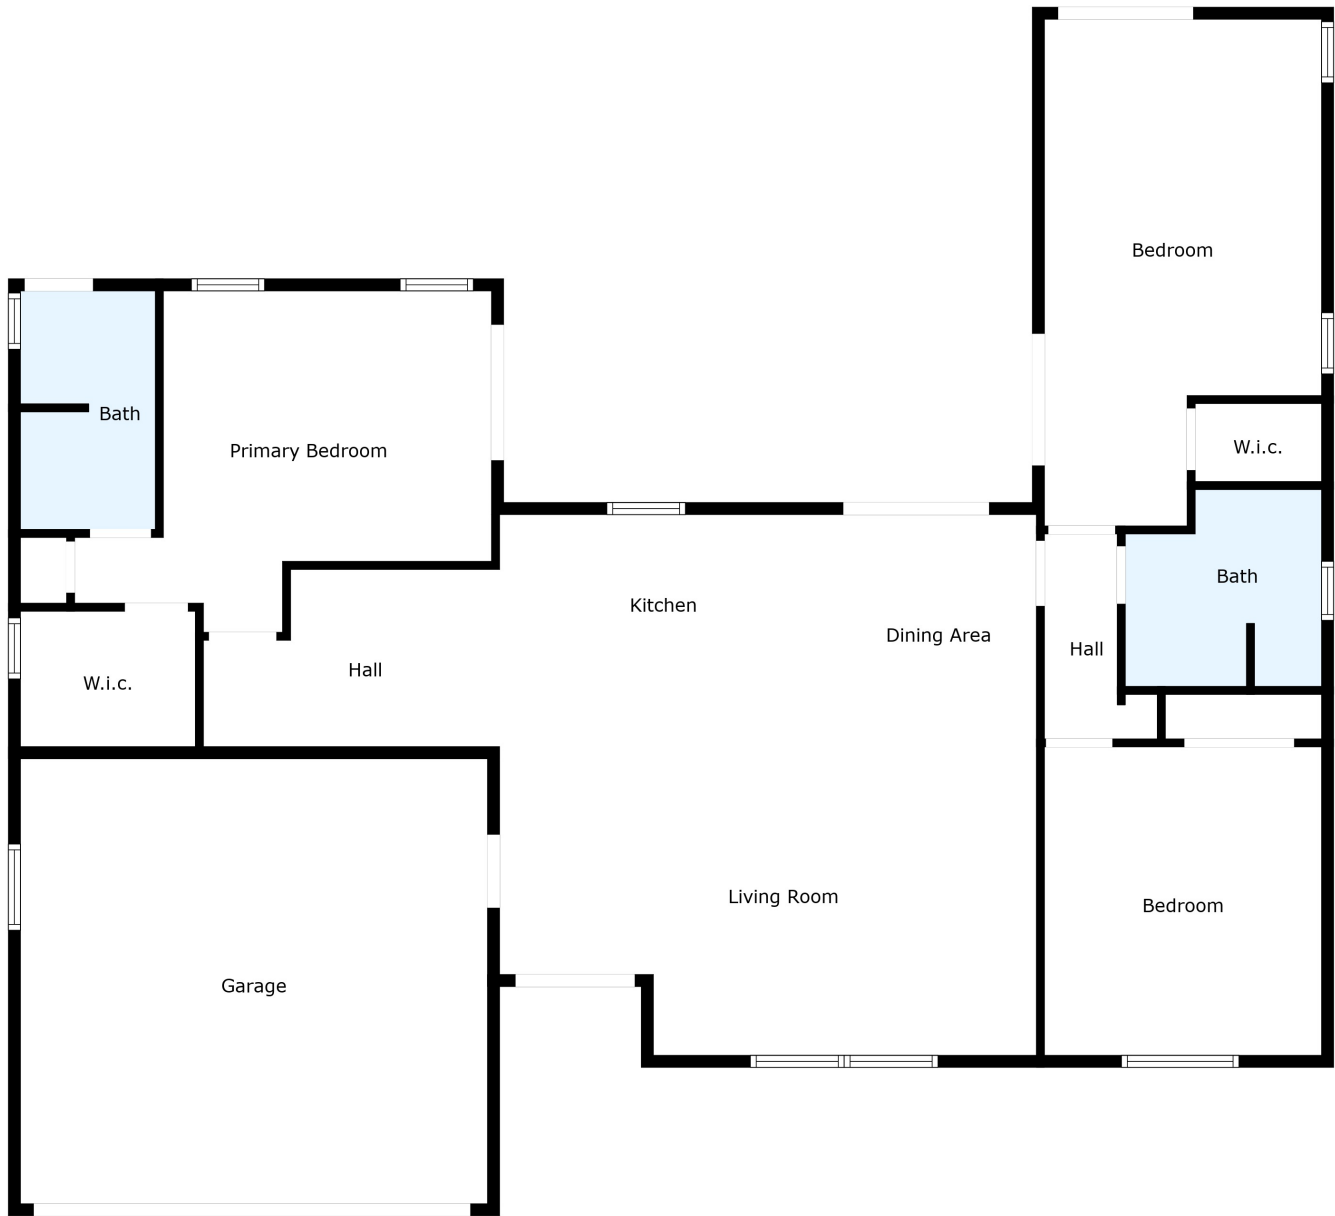 Bedroom
Bath
W.i.c.
Primary Bedroom
Bath
Kitchen
Dining Area
Hall
Hall
W.i.c.
Living Room
Bedroom
Garage